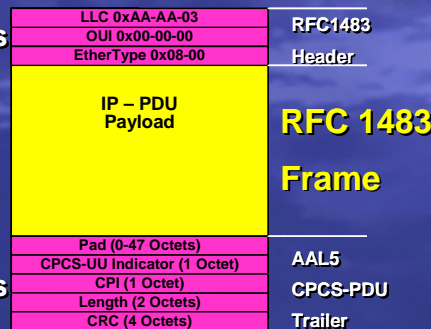 LLC 0xAA-AA-03
OUI 0x00-00-00
EtherType 0x08-00
RFC1483
Header
IP – PDU
Payload
RFC 1483
Frame
Pad (0-47 Octets)
CPCS-UU Indicator (1 Octet)
CPI (1 Octet)
Length (2 Octets)
CRC (4 Octets)
AAL5
CPCS-PDU
Trailer